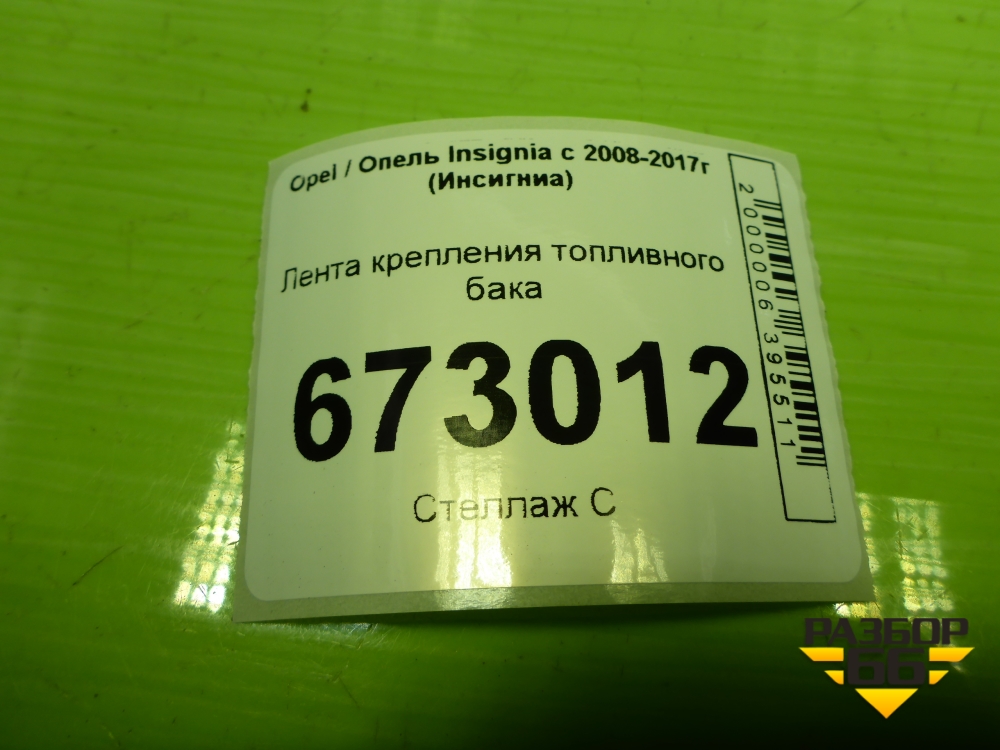 Opel / Опель Insignia с 2008-2017г
(Инсигниа)
Лента крепления топливного
бака
673012
Стеллаж С
2000006395511
РАЗБОР
66